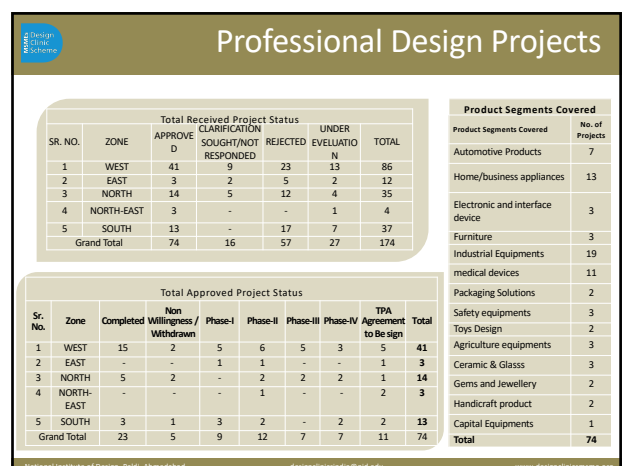 MSMEs Design Clinic Scheme
Professional Design Projects
Total Received Project Status
SR. NO. ZONE APPROVED CLARIFICATION SOUGHT/NOT RESPONDED REJECTED UNDER EVELUATION TOTAL
1 WEST 41 9 23 13 86
2 EAST 3 2 5 2 12
3 NORTH 14 5 12 4 35
4 NORTH-EAST 3 - - 1 4
5 SOUTH 13 - 17 7 37
Grand Total 74 16 57 27 174
Total Approved Project Status
Sr. No. Zone Completed Non Willingness / Withdrawn Phase-I Phase-II Phase-III Phase-IV TPA Agreement to Be sign Total
1 WEST 15 2 5 6 5 3 5 41
2 EAST - - 1 1 - - 1 3
3 NORTH 5 2 - 2 2 2 1 14
4 NORTH-EAST - - - 1 - - 2 3
5 SOUTH 3 1 3 2 - 2 2 13
Grand Total 23 5 9 12 7 7 11 74
Product Segments Covered
Product Segments Covered No. of Projects
Automotive Products 7
Home/business appliances 13
Electronic and interface device 3
Furniture 3
Industrial Equipments 19
medical devices 11
Packaging Solutions 2
Safety equipments 3
Toys Design 2
Agriculture equipments 3
Ceramic & Glasss 3
Gems and Jewellery 2
Handicraft product 2
Capital Equipments 1
Total 74